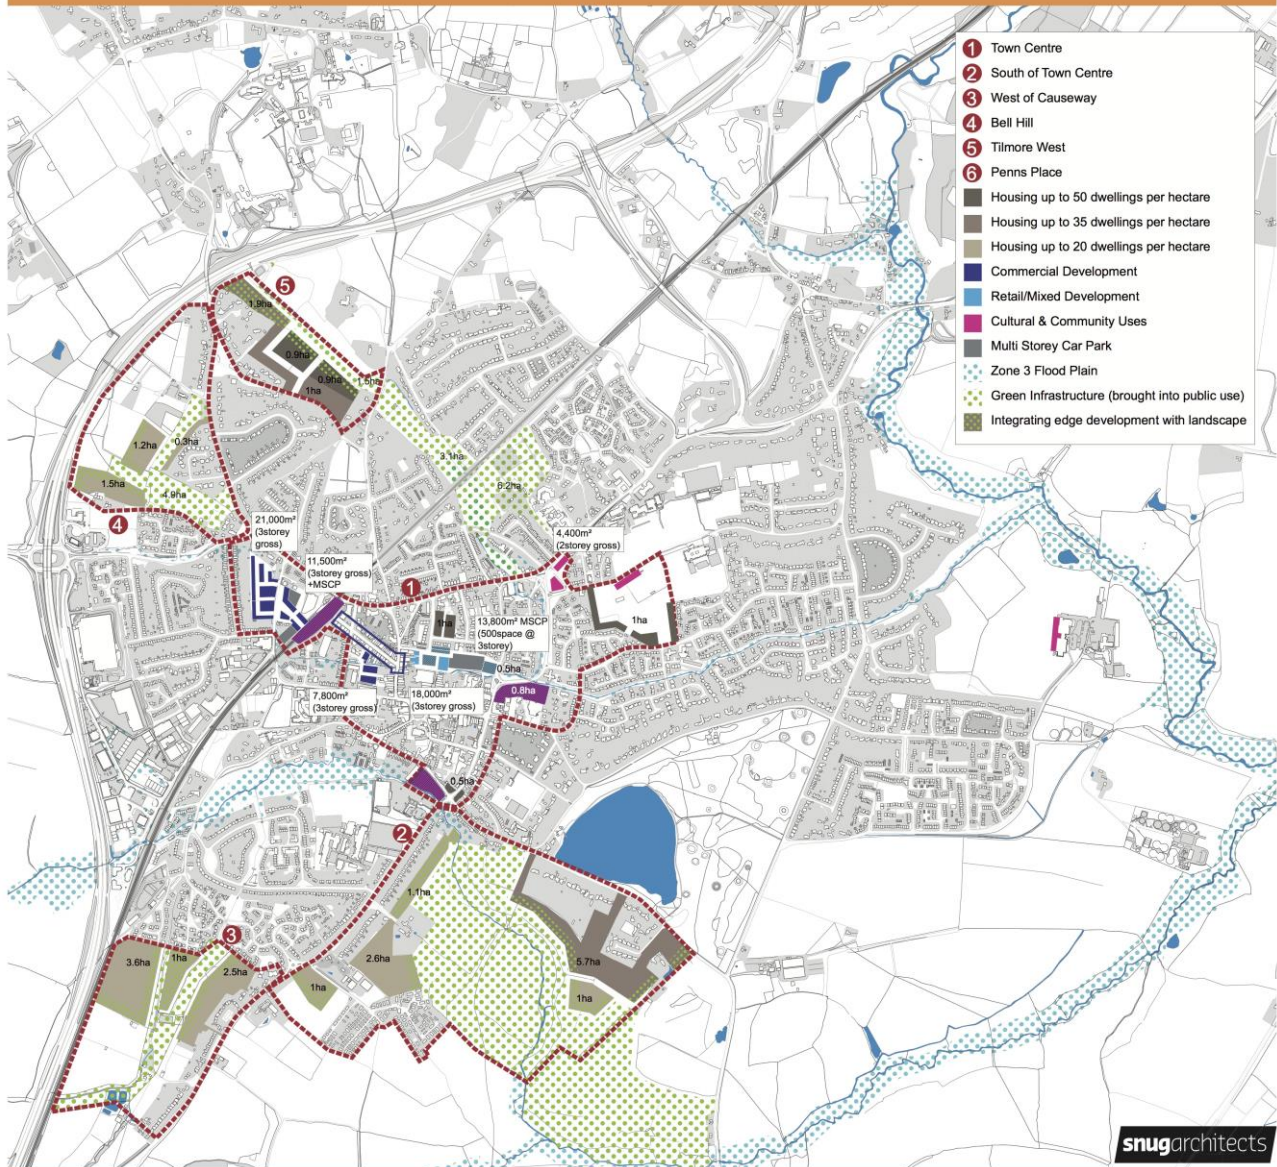 1 Town Centre
2 South of Town Centre
3 West of Causeway
4 Bell Hill
5 Tilmore West
6 Penns Place
Housing up to 50 dwellings per hectare
Housing up to 35 dwellings per hectare
Housing up to 20 dwellings per hectare
Commercial Development
Retail/Mixed Development
Cultural & Community Uses
Multi Storey Car Park
Zone 3 Flood Plain
Green Infrastructure (brought into public use)
Integrating edge development with landscape
5
1.9ha
0.9ha
0.9ha
1.5ha
1ha
1.2ha
0.3ha
3.1ha
6.2ha
1.5ha
4.9ha
4
21,000m²
(3storey
gross)
11,500m²
(3storey gross)
+MSCP
4,400m²
(2storey gross)
1
1ha
13,800m² MSCP
(500space @
3storey)
1ha
0.5ha
0.8ha
7,800m²
(3storey gross)
18,000m²
(3storey gross)
0.5ha
2
1.1ha
3
3.6ha
1ha
2.5ha
2.6ha
1ha
5.7ha
1ha
snugarchitects